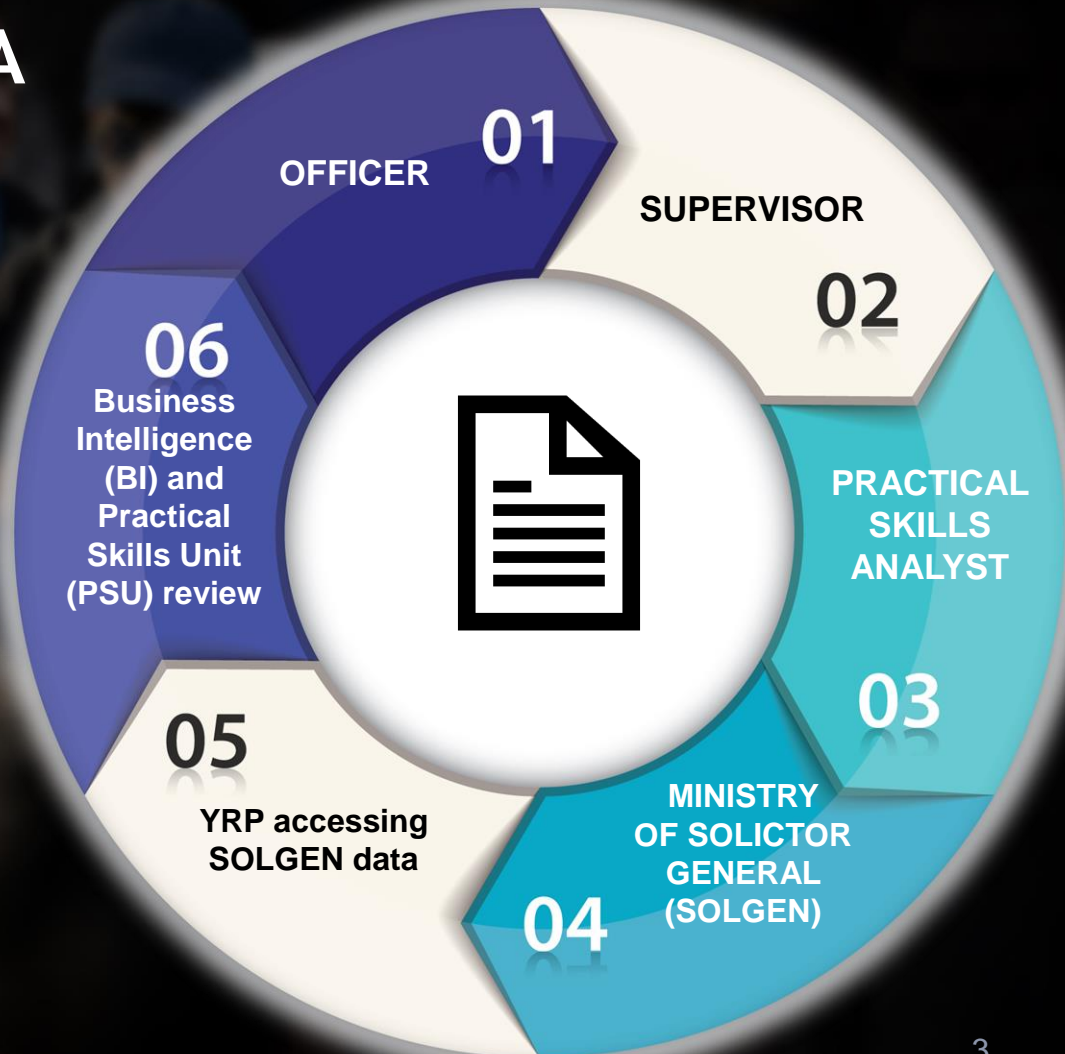 A
01
OFFICER
SUPERVISOR
02
PRACTICAL
SKILLS
ANALYST
03
MINISTRY
OF SOLICTOR
GENERAL
(SOLGEN)
04
05
YRP accessing
SOLGEN data
06
Business
Intelligence
(BI) and
Practical
Skills Unit
(PSU) review
3